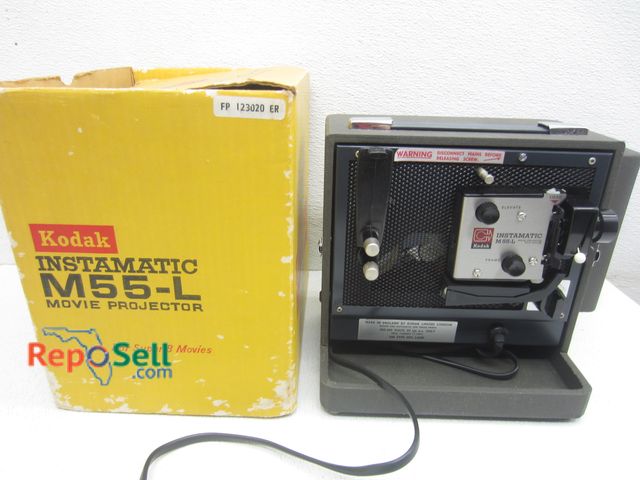 FP 123020 ER
Kodak
INSTAMATIC
M55-L
MOVIE PROJECTOR
Super 8 Movies
RepoSell
.com
WARNING DISCONNECT MAINS BEFORE
RELEASING SCREW.
ELEVATE
Kodak
INSTAMATIC
M 55-L
FRAME
MADE IN ENGLAND BY KODAK LIMITED LONDON